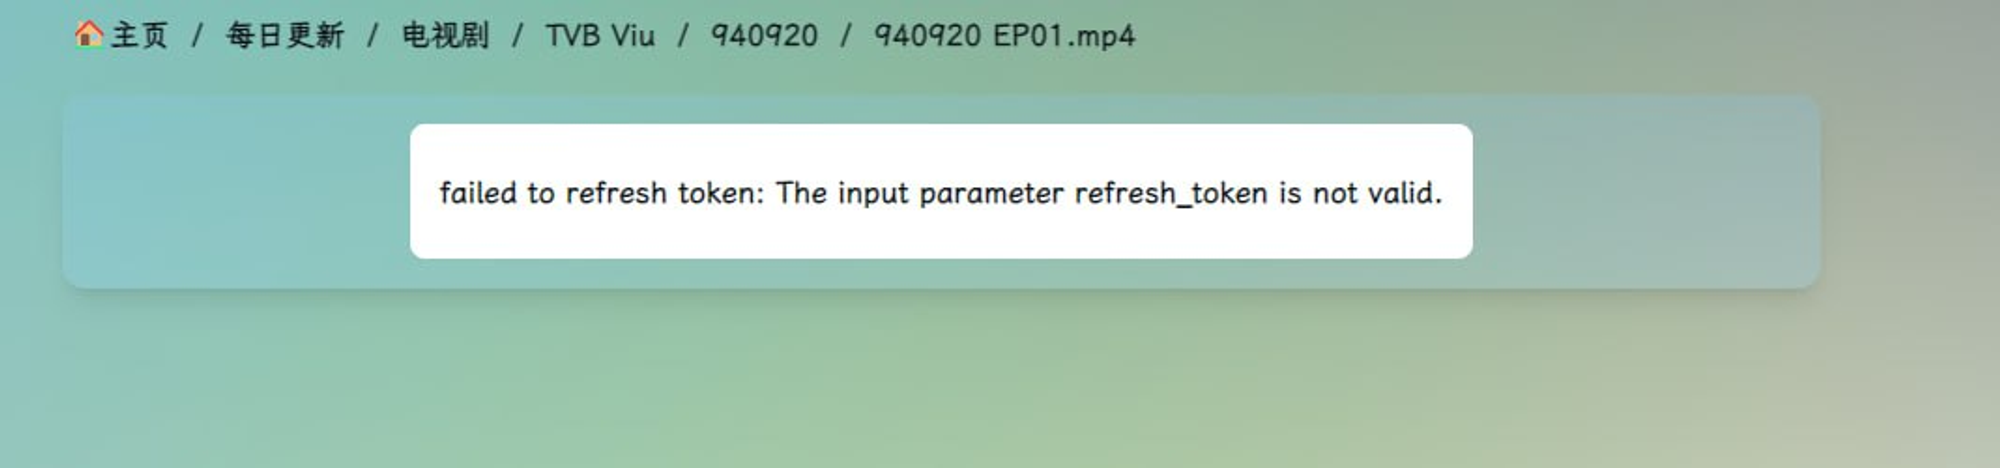 主页 / 每日更新 / 电视剧 / TVB Viu / 940920 / 940920 EP01.mp4
failed to refresh token: The input parameter refresh_token is not valid.